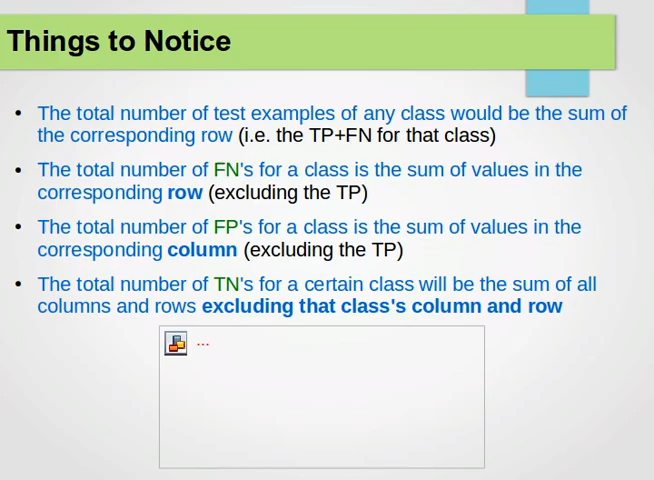 Things to Notice
• The total number of test examples of any class would be the sum of
the corresponding row (i.e. the TP+FN for that class)
• The total number of FN's for a class is the sum of values in the
corresponding row (excluding the TP)
• The total number of FP's for a class is the sum of values in the
corresponding column (excluding the TP)
• The total number of TN's for a certain class will be the sum of all
columns and rows excluding that class's column and row
...